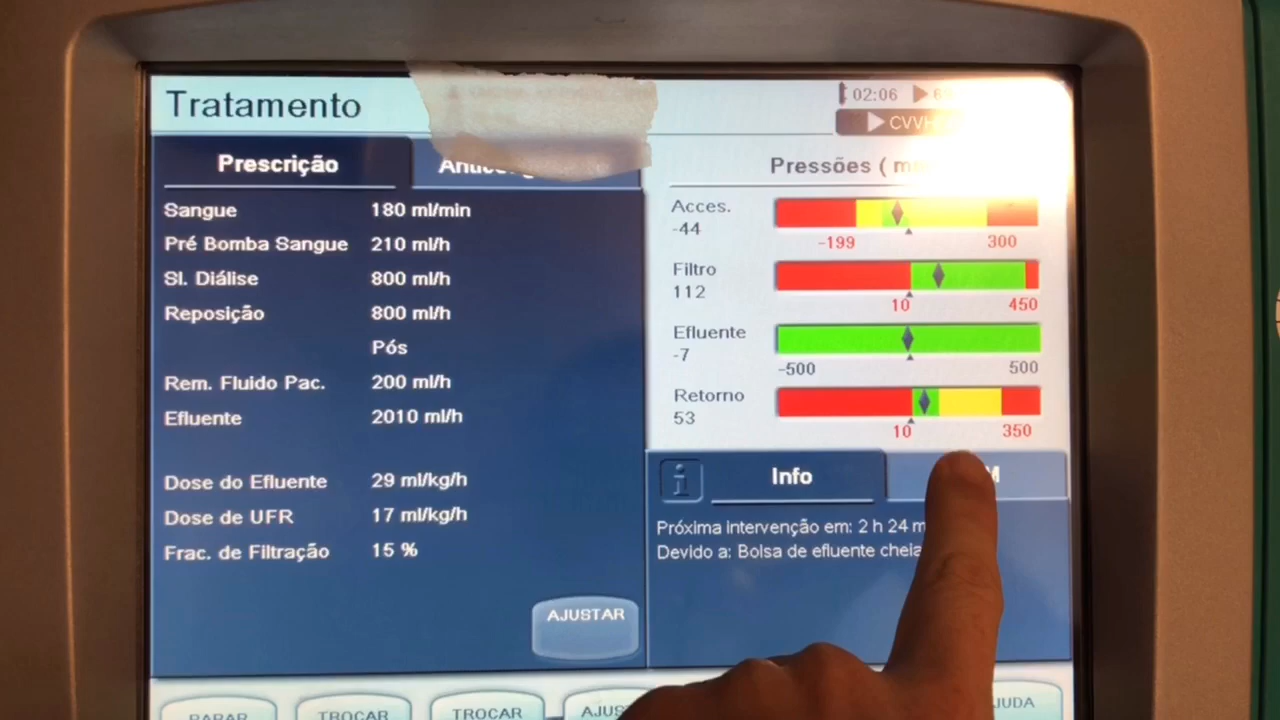 Tratamento
02:06
Prescrição
Pressões (
Sangue 180 ml/min
Pré Bomba Sangue 210 ml/h
Sl. Diálise 800 ml/h
Reposição 800 ml/h
Pós
Rem. Fluido Pac. 200 ml/h
Efluente 2010 ml/h
Dose do Efluente 29 ml/kg/h
Dose de UFR 17 ml/kg/h
Frac. de Filtração 15 %
AJUSTAR
Acces.
-44
-199 300
Filtro
112
10 450
Efluente
-7
-500 500
Retorno
53
10 350
i Info
Próxima intervenção em: 2 h 24
Devido a: Bolsa de efluente cheia
PARAR TROCAR TROCAR